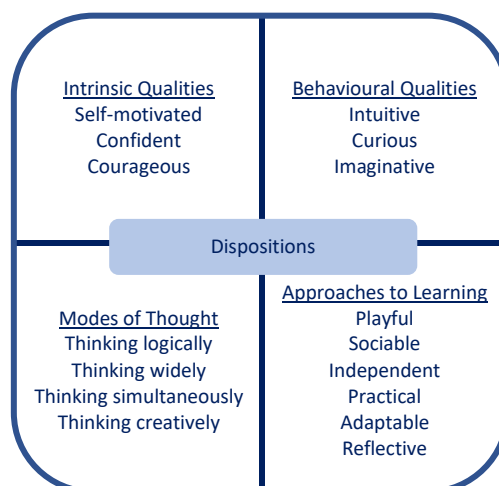 Intrinsic Qualities
Self-motivated
Confident
Courageous
Behavioural Qualities
Intuitive
Curious
Imaginative
Dispositions
Modes of Thought
Thinking logically
Thinking widely
Thinking simultaneously
Thinking creatively
Approaches to Learning
Playful
Sociable
Independent
Practical
Adaptable
Reflective